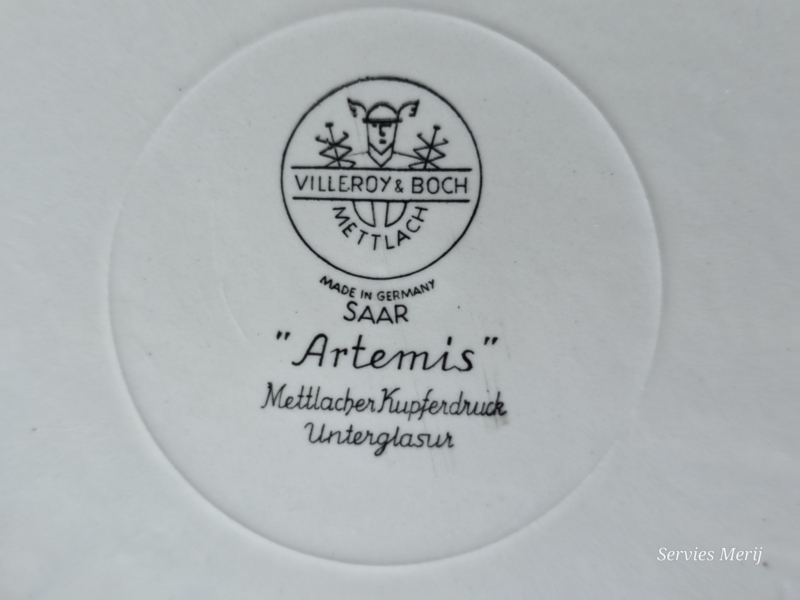 VILLEROY & BOCH
METTLACH
MADE IN GERMANY
SAAR
"Artemis"
Mettlacher Kupferdruck
Unterglasur
Servies Merij